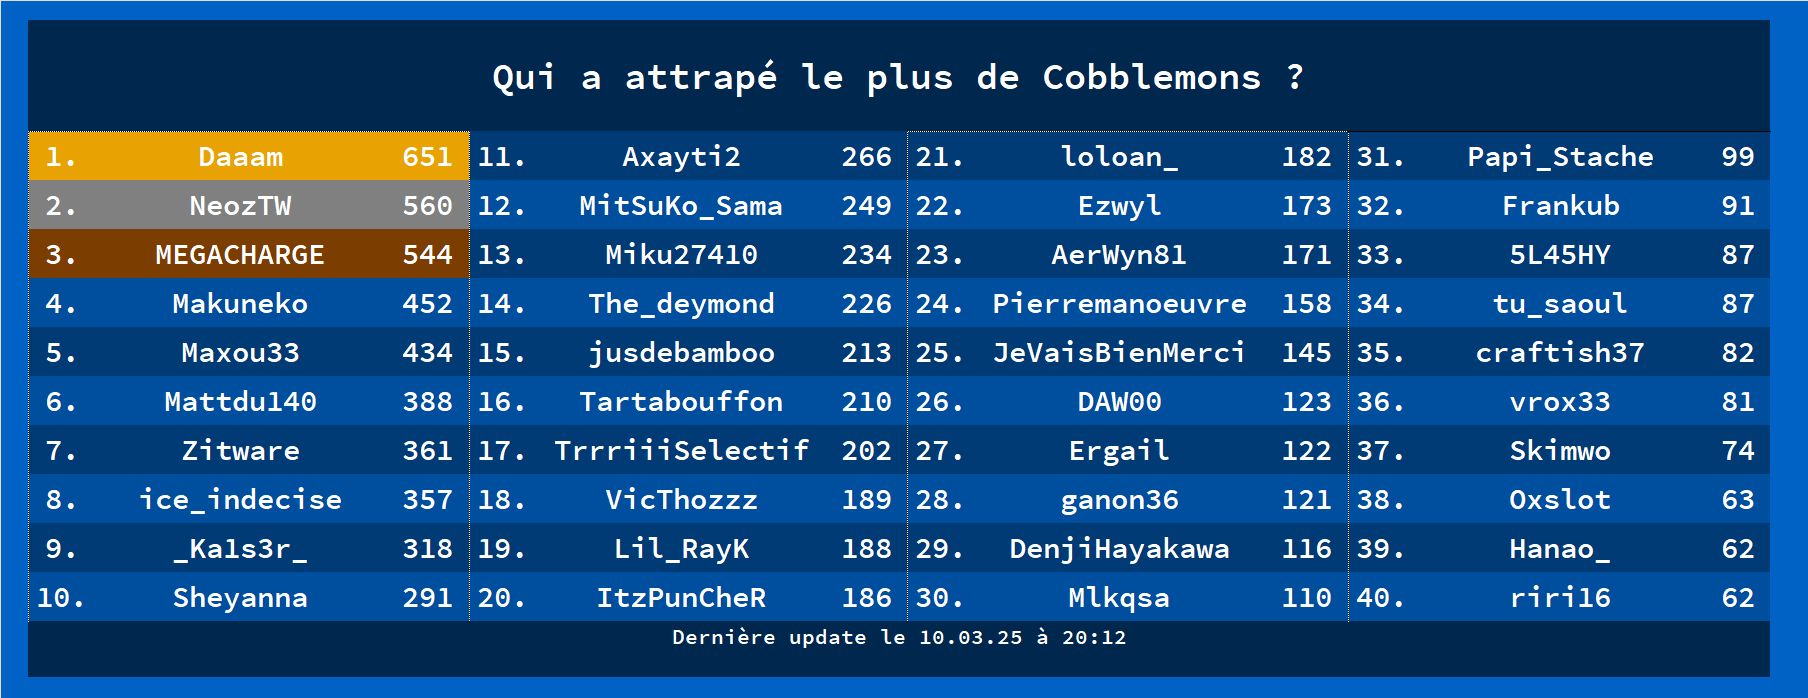 Qui a attrapé le plus de Cobblemons ?
1. Daaam 651 11. Axayti2 266 21. loloan_ 182 31. Papi_Stache 99
2. NeozTW 560 12. MitSuKo_Sama 249 22. Ezwyl 173 32. Frankub 91
3. MEGACHARGE 544 13. Miku27410 234 23. AerWyn81 171 33. 5L45HY 87
4. Makuneko 452 14. The_deymond 226 24. Pierremanoeuvre 158 34. tu_saoul 87
5. Maxou33 434 15. jusdebamboo 213 25. JeVaisBienMerci 145 35. craftish37 82
6. Mattdu140 388 16. Tartabouffon 210 26. DAW00 123 36. vrox33 81
7. Zitware 361 17. TrrriiiSelectif 202 27. Ergail 122 37. Skimwo 74
8. ice_indecise 357 18. VicThozzz 189 28. ganon36 121 38. Oxslot 63
9. _Ka1s3r_ 318 19. Lil_RayK 188 29. DenjiHayakawa 116 39. Hanao_ 62
10. Sheyanna 291 20. ItzPunCheR 186 30. Mlkqsa 110 40. riri16 62
Dernière update le 10.03.25 à 20:12